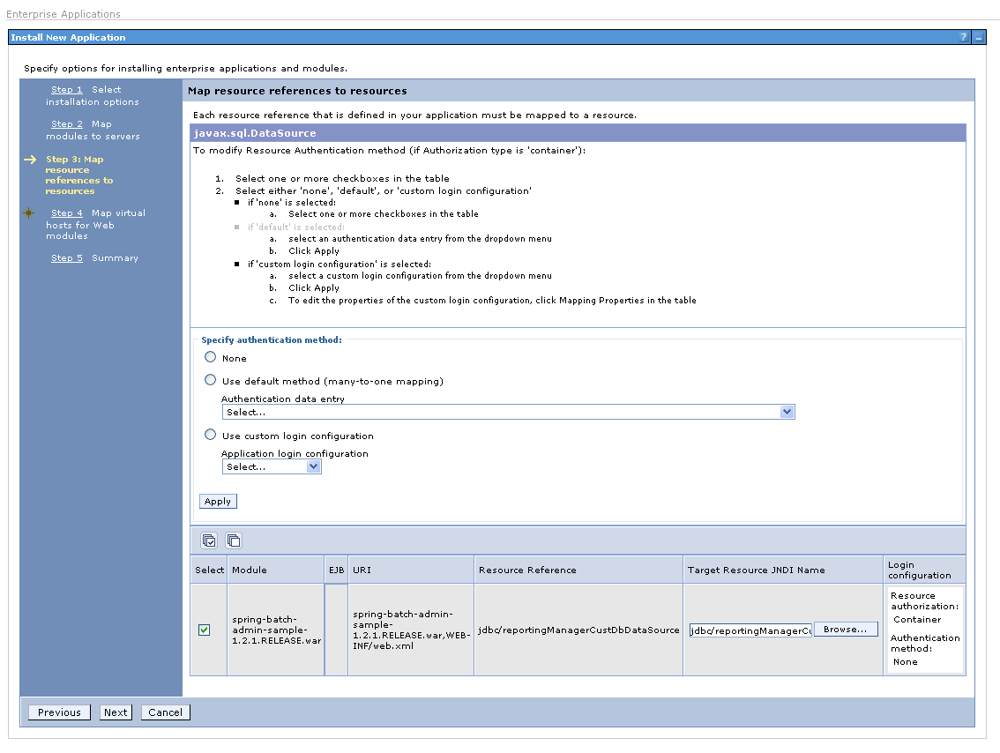 Enterprise Applications
Install New Application
?
Specify options for installing enterprise applications and modules.
Step 1 Select
installation options
Step 2 Map
modules to servers
Step 3: Map
resource
references to
resources
Step 4 Map virtual
hosts for Web
modules
Step 5 Summary
Map resource references to resources
Each resource reference that is defined in your application must be mapped to a resource.
javax.sql.DataSource
To modify Resource Authentication method (if Authorization type is 'container'):
1. Select one or more checkboxes in the table
2. Select either 'none', 'default', or 'custom login configuration'
if 'none' is selected:
a. Select one or more checkboxes in the table
if 'default' is selected:
a. select an authentication data entry from the dropdown menu
b. Click Apply
if 'custom login configuration' is selected:
a. select a custom login configuration from the dropdown menu
b. Click Apply
c. To edit the properties of the custom login configuration, click Mapping Properties in the table
Specify authentication method:
None
Use default method (many-to-one mapping)
Authentication data entry
Select...
Use custom login configuration
Application login configuration
Select...
Apply
Select Module EJB URI Resource Reference Target Resource JNDI Name Login
configuration
spring-batch-
admin-sample-
1.2.1.RELEASE.war
spring-batch-admin-
sample-
1.2.1.RELEASE.war,WEB-
INF/web.xml
jdbc/reportingManagerCustDbDataSource
jdbc/reportingManagerCu
Browse...
Resource
authorization:
Container
Authentication
method:
None
Previous Next Cancel